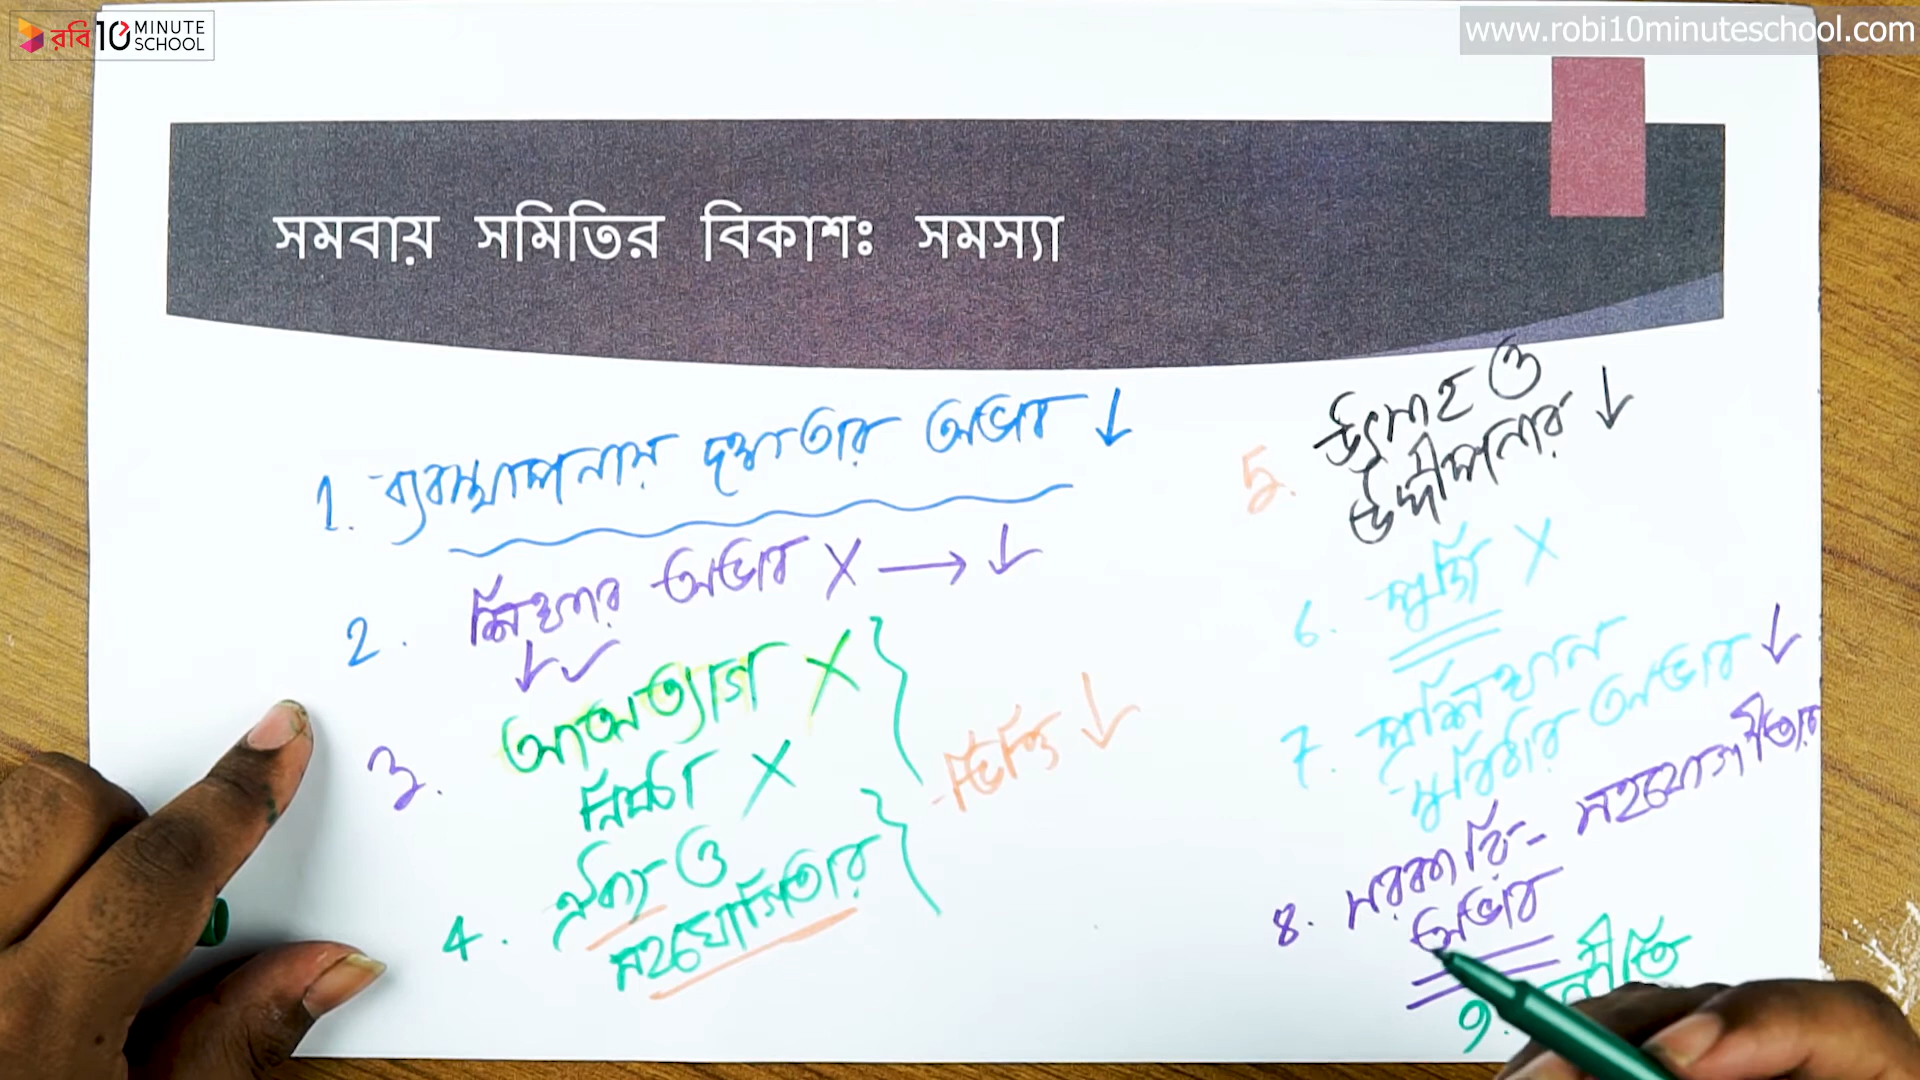 রবি 10 MINUTE SCHOOL
www.robi10minuteschool.com
সমবায় সমিতির বিকাশঃ সমস্যা
1. ব্যবস্থাপনায় দক্ষতার অভাব ↓
2. শিক্ষার অভাব X → ↓
↓ ✓
3. আত্মত্যাগ X
নিষ্ঠা X
ভিত্তি ↓
4. ঐক্য ও
সহযোগিতার
5. উৎসাহ ও
উদ্দীপনার ↓
6. পুঁজি X
7. প্রশিক্ষণ
সুবিধার অভাব ↓
8. সরকারি- সহযোগীতার
অভাব
9.